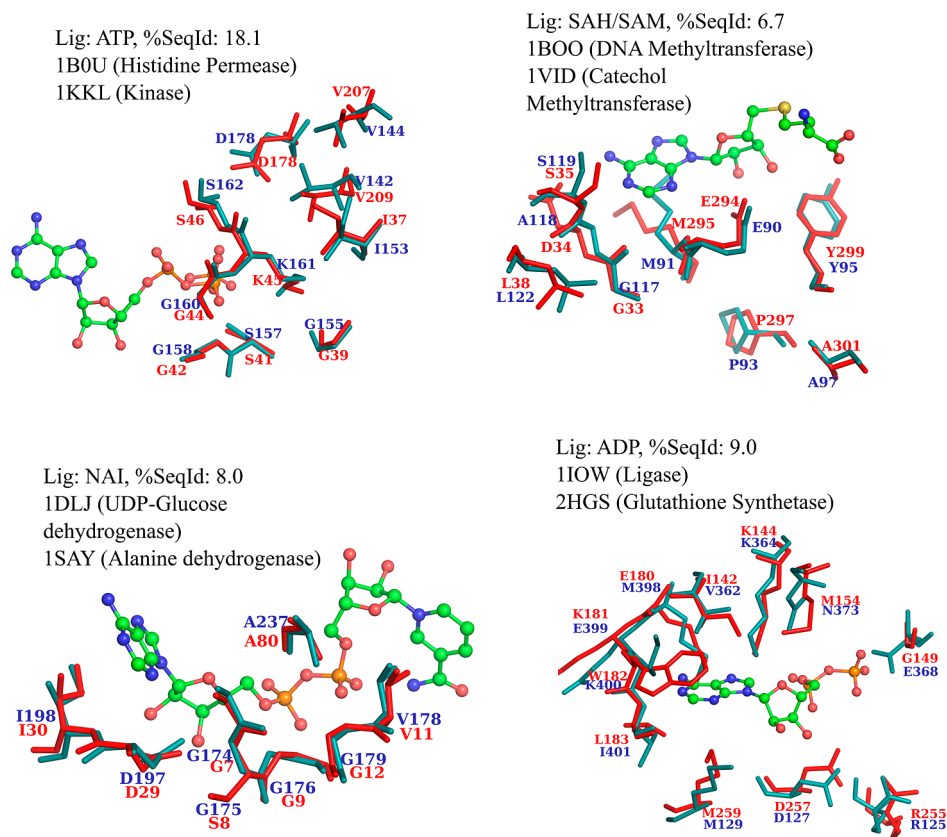 Lig: ATP, %SeqId: 18.1
1B0U (Histidine Permease)
1KKL (Kinase)
V207
V144
D178
D178
S162
V142
V209
S46
I37
I153
K161
K45
G160
G44
G155
G39
S157
S41
G158
G42
Lig: SAH/SAM, %SeqId: 6.7
1BOO (DNA Methyltransferase)
1VID (Catechol
Methyltransferase)
S119
S35
A118
D34
E294
M295
E90
Y299
Y95
M91
L38
L122
G117
G33
P297
P93
A301
A97
Lig: NAI, %SeqId: 8.0
1DLJ (UDP-Glucose
dehydrogenase)
1SAY (Alanine dehydrogenase)
A237
A80
I198
I30
V178
V11
D197
D29
G174
G7
G179
G12
G176
G9
G175
S8
Lig: ADP, %SeqId: 9.0
1IOW (Ligase)
2HGS (Glutathione Synthetase)
K144
K364
E180
M398
I142
V362
M154
N373
K181
E399
G149
E368
W182
K400
L183
I401
M259
M129
D257
D127
R255
R125